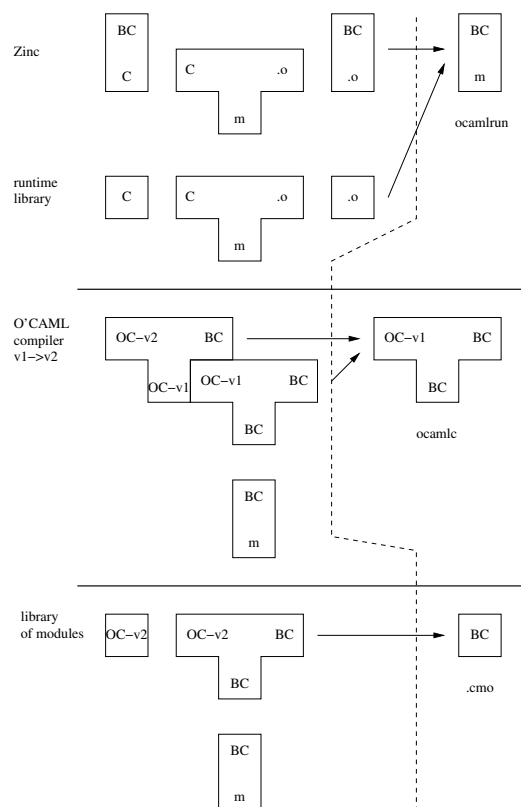 BC BC BC
Zinc
C C .o .o m
m
ocamlrun
runtime
library
C C .o .o
m
O'CAML
compiler
v1−>v2
OC−v2 BC OC−v1 BC
OC−v1 OC−v1 BC BC
BC
ocamlc
BC
m
library
of modules
OC−v2 OC−v2 BC BC
BC
.cmo
BC
m